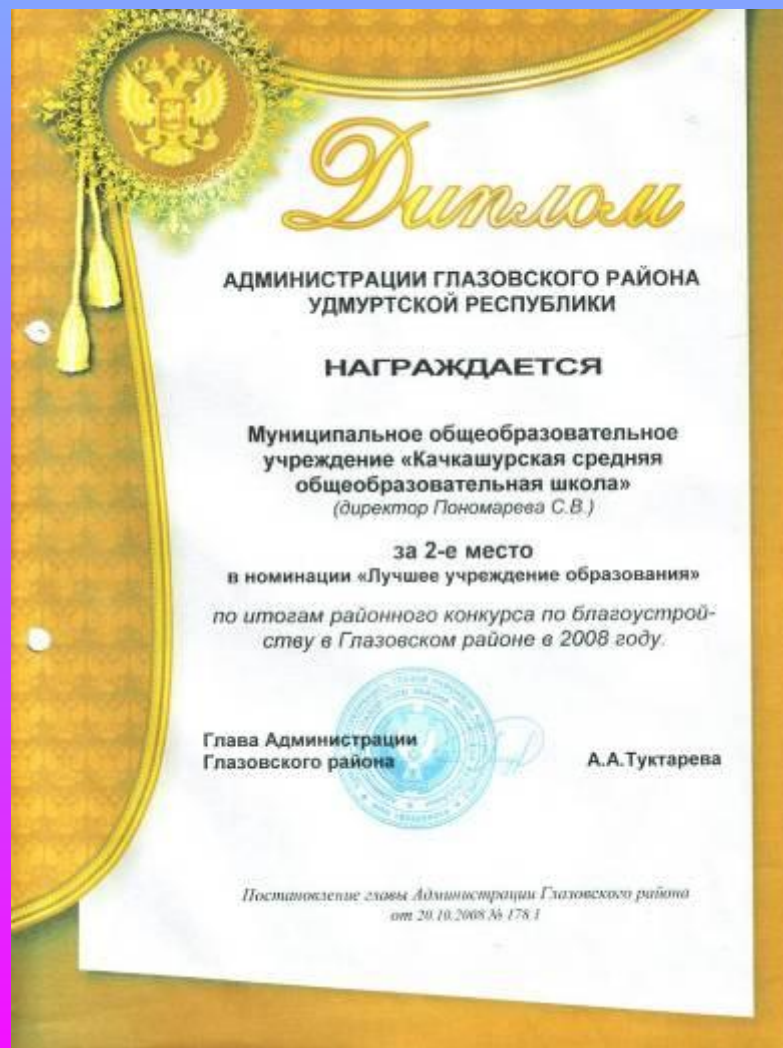 Диплом
АДМИНИСТРАЦИИ ГЛАЗОВСКОГО РАЙОНА
УДМУРТСКОЙ РЕСПУБЛИКИ
НАГРАЖДАЕТСЯ
Муниципальное общеобразовательное
учреждение «Качкашурская средняя
общеобразовательная школа»
(директор Пономарева С.В.)
за 2-е место
в номинации «Лучшее учреждение образования»
по итогам районного конкурса по благоустрой-
ству в Глазовском районе в 2008 году.
Глава Администрации
Глазовского района
А.А.Туктарева
Постановление главы Администрации Глазовского района
от 20.10.2008 № 178.1